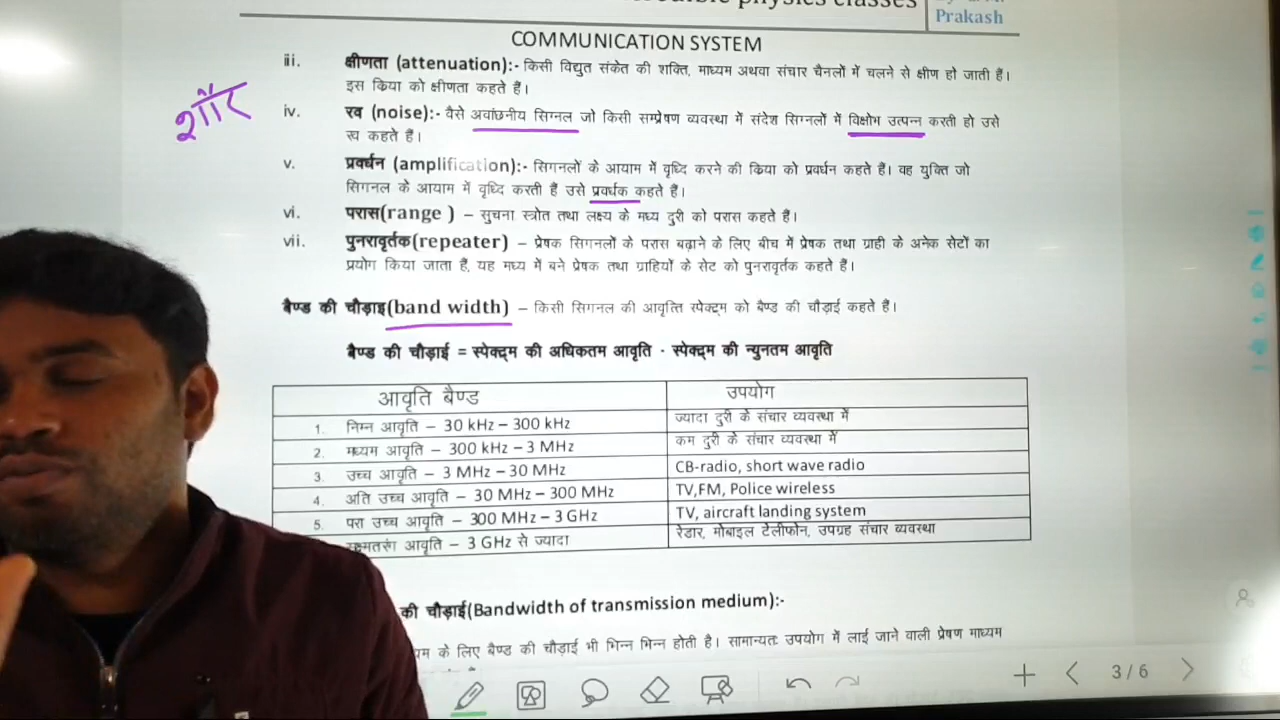 physics classes
Prakash
COMMUNICATION SYSTEM
iii. क्षीणता (attenuation):- किसी विद्युत संकेत की शक्ति, माध्यम अथवा संचार चैनलों में चलने से क्षीण हो जाती हैं।
इस क्रिया को क्षीणता कहते हैं।
शोर
iv. रव (noise):- वैसे अवांछनीय सिग्नल जो किसी सम्प्रेषण व्यवस्था में संदेश सिग्नलों में विक्षोभ उत्पन्न करती हो उसे
रव कहते हैं।
v. प्रवर्धन (amplification):- सिगनलों के आयाम में वृध्दि करने की क्रिया को प्रवर्धन कहते हैं। वह युक्ति जो
सिगनल के आयाम में वृध्दि करती हैं उसे प्रवर्धक कहते हैं।
vi. परास(range ) – सुचना स्त्रोत तथा लक्ष्य के मध्य दुरी को परास कहते हैं।
vii. पुनरावृर्तक(repeater) – प्रेषक सिगनलों के परास बढ़ाने के लिए बीच में प्रेषक तथा ग्राही के अनेक सेटों का
प्रयोग किया जाता हैं, यह मध्य में बने प्रेषक तथा ग्राहियों के सेट को पुनरावृर्तक कहते हैं।
बैण्ड की चौड़ाइ(band width) – किसी सिगनल की आवृत्ति स्पेक्ट्रम को बैण्ड की चौड़ाई कहते हैं।
बैण्ड की चौड़ाई = स्पेक्ट्रम की अधिकतम आवृति - स्पेक्ट्रम की न्युनतम आवृति
आवृति बैण्ड उपयोग
1. निम्न आवृति – 30 kHz – 300 kHz ज्यादा दुरी के संचार व्यवस्था में
2. मध्यम आवृति – 300 kHz – 3 MHz कम दुरी के संचार व्यवस्था में
3. उच्च आवृति – 3 MHz – 30 MHz CB-radio, short wave radio
4. अति उच्च आवृति – 30 MHz – 300 MHz TV,FM, Police wireless
5. परा उच्च आवृति – 300 MHz – 3 GHz TV, aircraft landing system
आवृति – 3 GHz से ज्यादा रेडार, मोबाइल टेलीफोन, उपग्रह संचार व्यवस्था
की चौड़ाई(Bandwidth of transmission medium):-
के लिए बैण्ड की चौड़ाई भी भिन्न भिन्न होती है। सामान्यतः उपयोग में लाई जाने वाली प्रेषण माध्यम
3 / 6